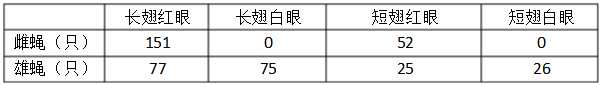 长翅红眼 长翅白眼 短翅红眼 短翅白眼
雌蝇（只） 151 0 52 0
雄蝇（只） 77 75 25 26